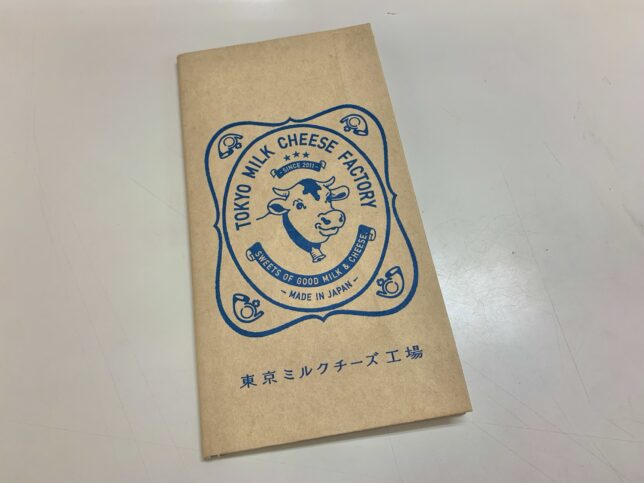 TOKYO MILK CHEESE FACTORY
SINCE 2011
SWEETS OF GOOD MILK & CHEESE
- MADE IN JAPAN -
東京ミルクチーズ工場